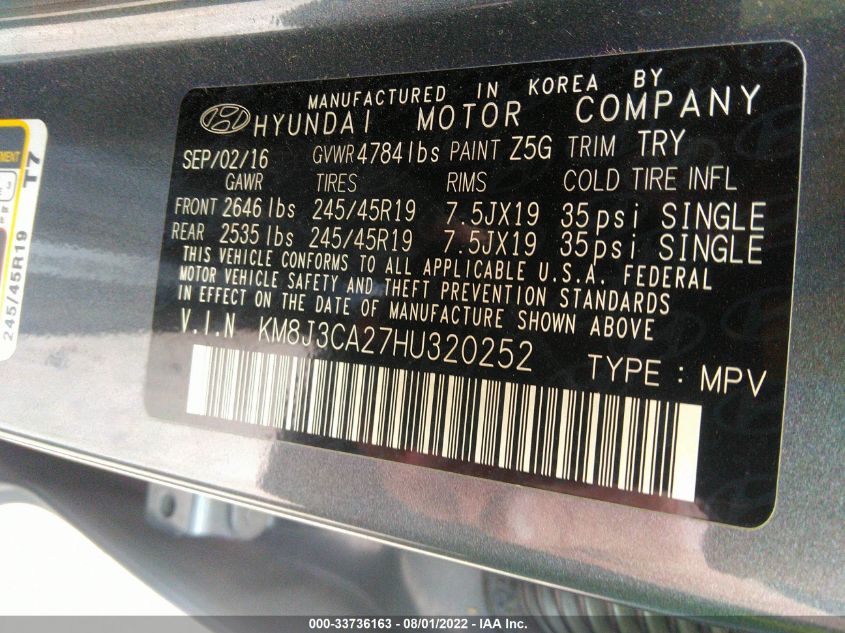 MANUFACTURED IN KOREA BY
HYUNDAI MOTOR COMPANY
SEP/02/16 GVWR 4784 lbs PAINT Z5G TRIM TRY
GAWR TIRES RIMS COLD TIRE INFL
FRONT 2646 lbs 245/45R19 7.5JX19 35psi SINGLE
REAR 2535 lbs 245/45R19 7.5JX19 35psi SINGLE
THIS VEHICLE CONFORMS TO ALL APPLICABLE U.S.A. FEDERAL
MOTOR VEHICLE SAFETY AND THEFT PREVENTION STANDARDS
IN EFFECT ON THE DATE OF MANUFACTURE SHOWN ABOVE
V.I.N KM8J3CA27HU320252
TYPE : MPV
T7
245/45R19
000-33736163 - 08/01/2022 - IAA Inc.